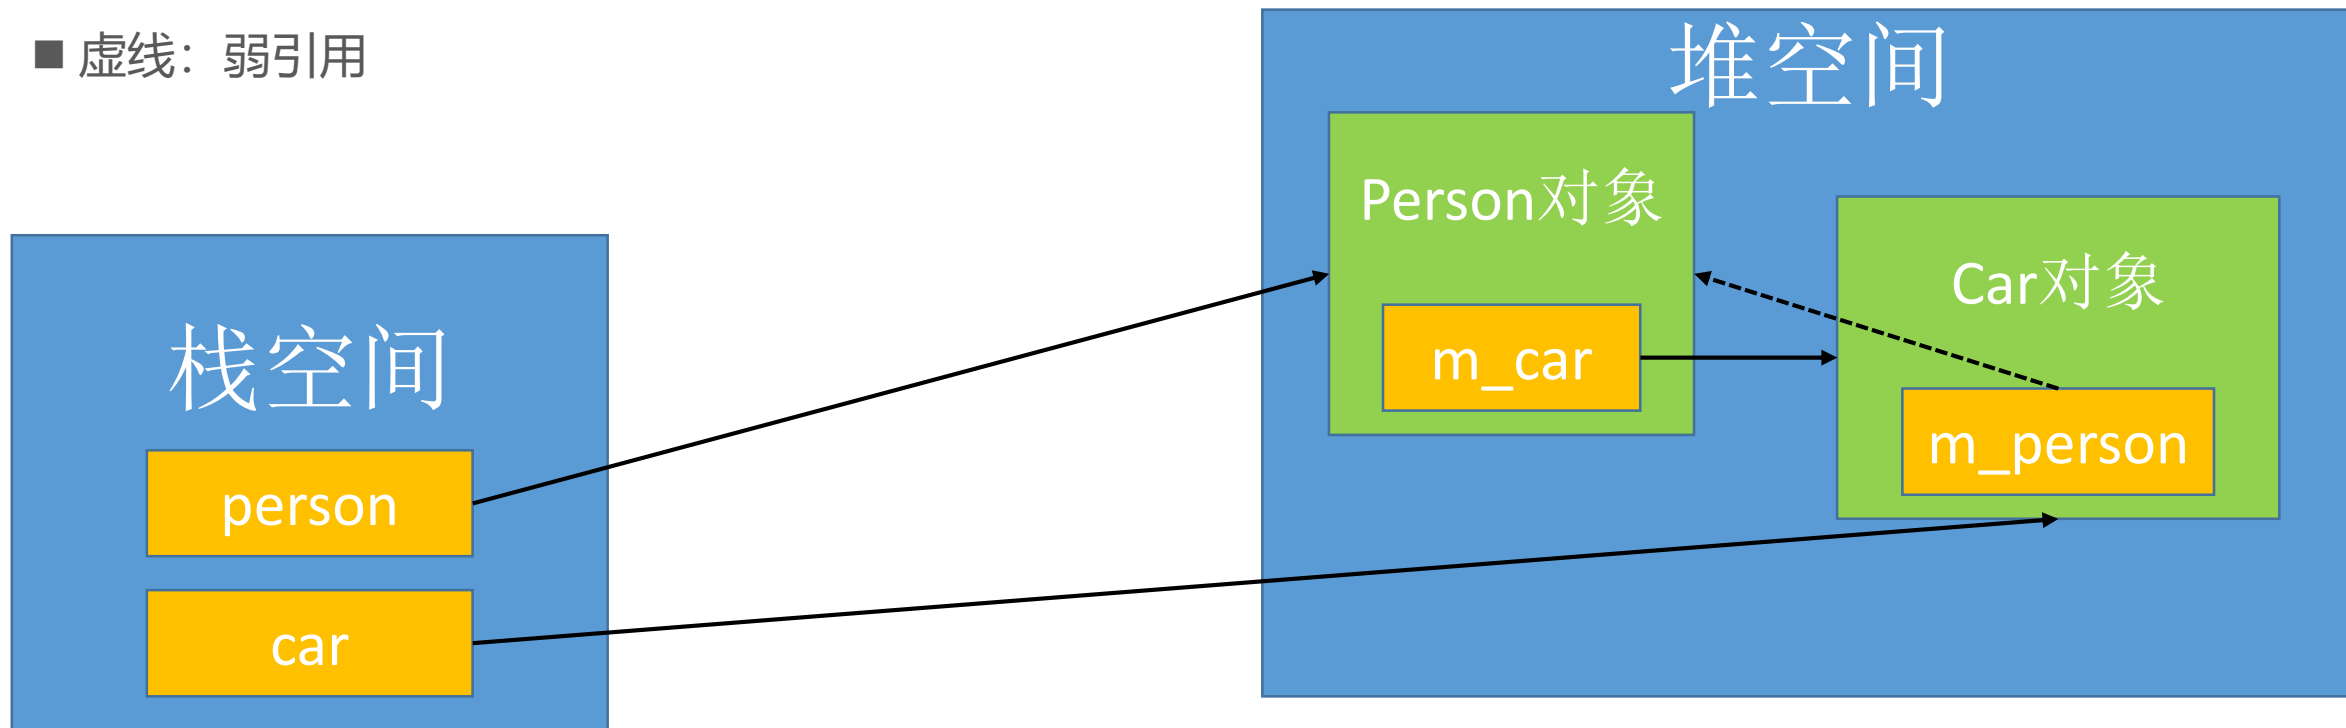 ■ 虚线：弱引用
堆空间
Person对象
Car对象
m_car
m_person
栈空间
person
car